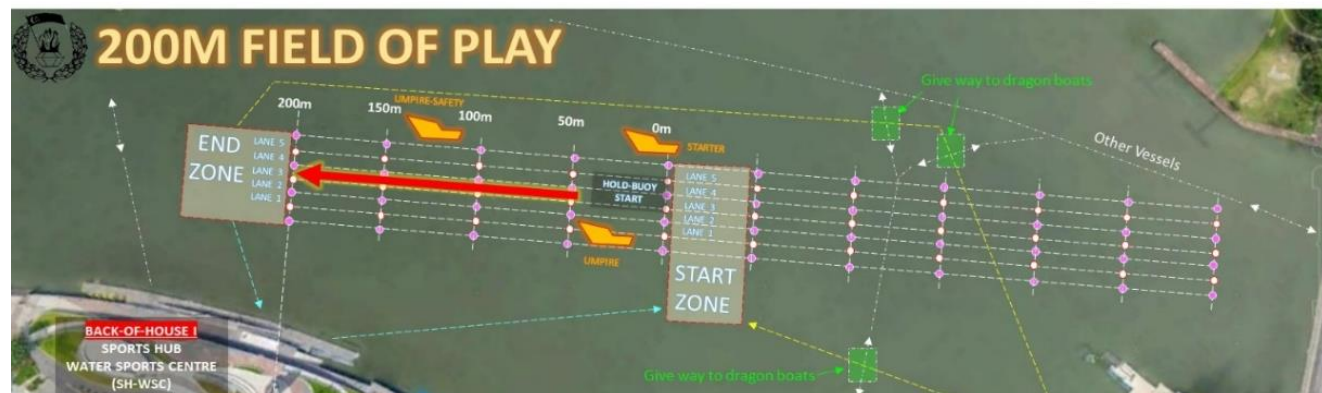 200M FIELD OF PLAY
Give way to dragon boats
200m
150m
UMPIRE-SAFETY
100m
50m
0m
STARTER
Other Vessels
END
ZONE
LANE 5
LANE 4
LANE 3
LANE 2
LANE 1
HOLD-BUOY
START
LANE 5
LANE 4
LANE 3
LANE 2
LANE 1
UMPIRE
START
ZONE
BACK-OF-HOUSE I
SPORTS HUB
WATER SPORTS CENTRE
(SH-WSC)
Give way to dragon boats